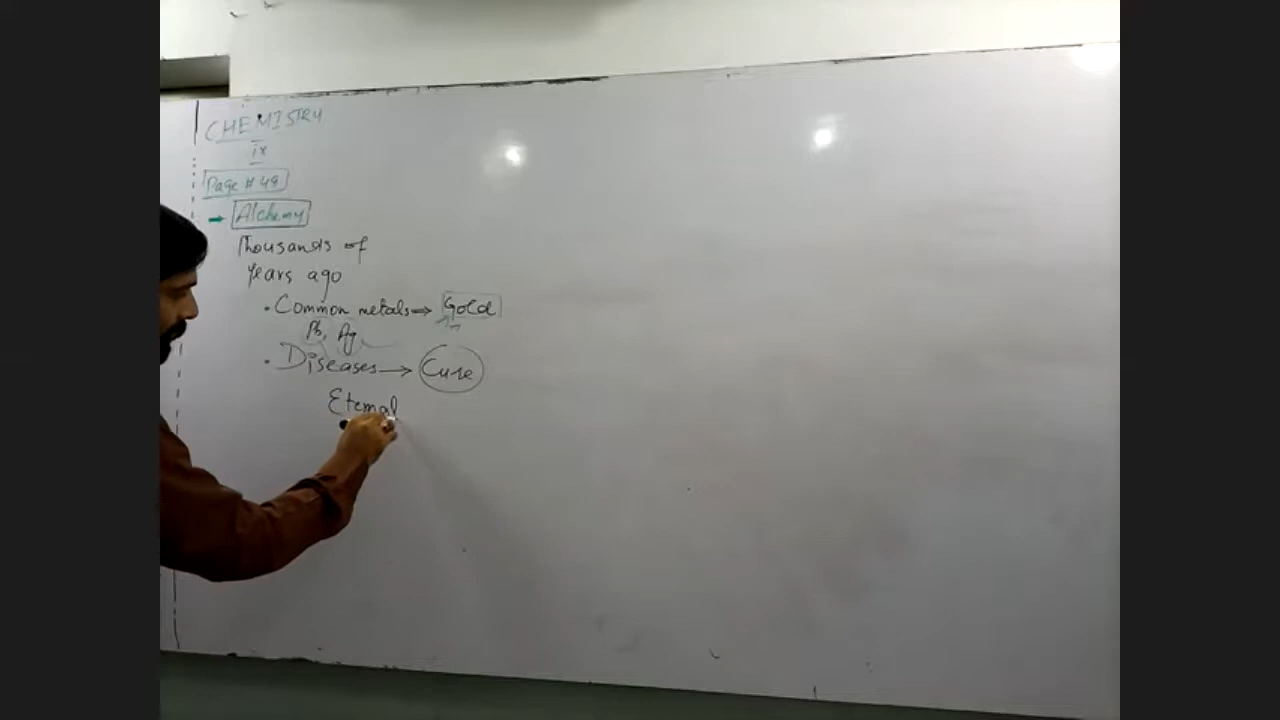 CHEMISTRY
ix
Page # 49
→ Alchemy
Thousands of
years ago
• Common metals ⇒ Gold
Pb, Ag
• Diseases → Cure
Eternal